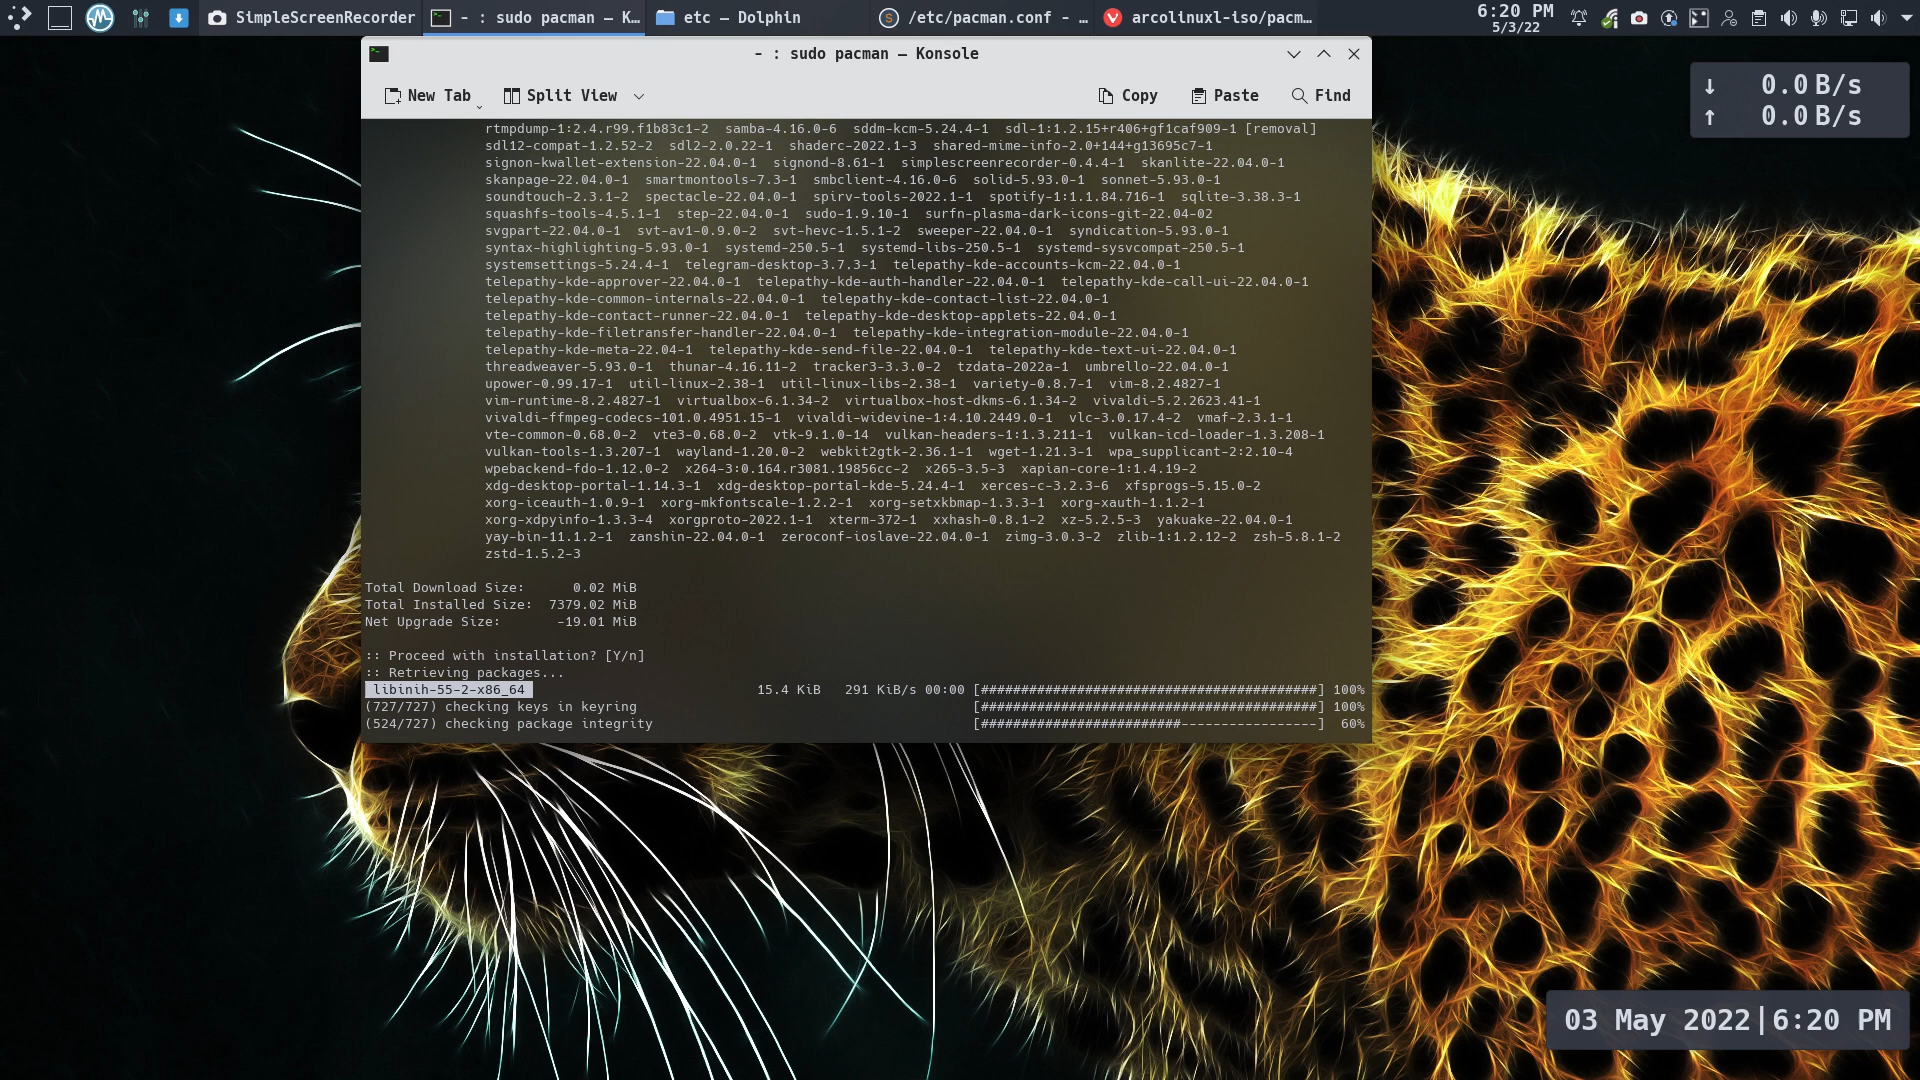 SimpleScreenRecorder
– : sudo pacman — K...
etc — Dolphin
/etc/pacman.conf - ...
arcolinuxl-iso/pacm...
6:20 PM
5/3/22
– : sudo pacman — Konsole
New Tab
Split View
Copy
Paste
Find
0.0 B/s
0.0 B/s
rtmpdump-1:2.4.r99.f1b83c1-2 samba-4.16.0-6 sddm-kcm-5.24.4-1 sdl-1:1.2.15+r406+gf1caf909-1 [removal]
sdl12-compat-1.2.52-2 sdl2-2.0.22-1 shaderc-2022.1-3 shared-mime-info-2.0+144+g13695c7-1
signon-kwallet-extension-22.04.0-1 signond-8.61-1 simplescreenrecorder-0.4.4-1 skanlite-22.04.0-1
skanpage-22.04.0-1 smartmontools-7.3-1 smbclient-4.16.0-6 solid-5.93.0-1 sonnet-5.93.0-1
soundtouch-2.3.1-2 spectacle-22.04.0-1 spirv-tools-2022.1-1 spotify-1:1.1.84.716-1 sqlite-3.38.3-1
squashfs-tools-4.5.1-1 step-22.04.0-1 sudo-1.9.10-1 surfn-plasma-dark-icons-git-22.04-02
svgpart-22.04.0-1 svt-av1-0.9.0-2 svt-hevc-1.5.1-2 sweeper-22.04.0-1 syndication-5.93.0-1
syntax-highlighting-5.93.0-1 systemd-250.5-1 systemd-libs-250.5-1 systemd-sysvcompat-250.5-1
systemsettings-5.24.4-1 telegram-desktop-3.7.3-1 telepathy-kde-accounts-kcm-22.04.0-1
telepathy-kde-approver-22.04.0-1 telepathy-kde-auth-handler-22.04.0-1 telepathy-kde-call-ui-22.04.0-1
telepathy-kde-common-internals-22.04.0-1 telepathy-kde-contact-list-22.04.0-1
telepathy-kde-contact-runner-22.04.0-1 telepathy-kde-desktop-applets-22.04.0-1
telepathy-kde-filetransfer-handler-22.04.0-1 telepathy-kde-integration-module-22.04.0-1
telepathy-kde-meta-22.04-1 telepathy-kde-send-file-22.04.0-1 telepathy-kde-text-ui-22.04.0-1
threadweaver-5.93.0-1 thunar-4.16.11-2 tracker3-3.3.0-2 tzdata-2022a-1 umbrello-22.04.0-1
upower-0.99.17-1 util-linux-2.38-1 util-linux-libs-2.38-1 variety-0.8.7-1 vim-8.2.4827-1
vim-runtime-8.2.4827-1 virtualbox-6.1.34-2 virtualbox-host-dkms-6.1.34-2 vivaldi-5.2.2623.41-1
vivaldi-ffmpeg-codecs-101.0.4951.15-1 vivaldi-widevine-1:4.10.2449.0-1 vlc-3.0.17.4-2 vmaf-2.3.1-1
vte-common-0.68.0-2 vte3-0.68.0-2 vtk-9.1.0-14 vulkan-headers-1:1.3.211-1 vulkan-icd-loader-1.3.208-1
vulkan-tools-1.3.207-1 wayland-1.20.0-2 webkit2gtk-2.36.1-1 wget-1.21.3-1 wpa_supplicant-2:2.10-4
wpebackend-fdo-1.12.0-2 x264-3:0.164.r3081.19856cc-2 x265-3.5-3 xapian-core-1:1.4.19-2
xdg-desktop-portal-1.14.3-1 xdg-desktop-portal-kde-5.24.4-1 xerces-c-3.2.3-6 xfsprogs-5.15.0-2
xorg-iceauth-1.0.9-1 xorg-mkfontscale-1.2.2-1 xorg-setxkbmap-1.3.3-1 xorg-xauth-1.1.2-1
xorg-xdpyinfo-1.3.3-4 xorgproto-2022.1-1 xterm-372-1 xxhash-0.8.1-2 xz-5.2.5-3 yakuake-22.04.0-1
yay-bin-11.1.2-1 zanshin-22.04.0-1 zeroconf-ioslave-22.04.0-1 zimg-3.0.3-2 zlib-1:1.2.12-2 zsh-5.8.1-2
zstd-1.5.2-3
Total Download Size: 0.02 MiB
Total Installed Size: 7379.02 MiB
Net Upgrade Size: -19.01 MiB
:: Proceed with installation? [Y/n]
:: Retrieving packages...
libinih-55-2-x86_64 15.4 KiB 291 KiB/s 00:00 [##########################################] 100%
(727/727) checking keys in keyring [##########################################] 100%
(524/727) checking package integrity [#########################-----------------] 60%
03 May 2022|6:20 PM